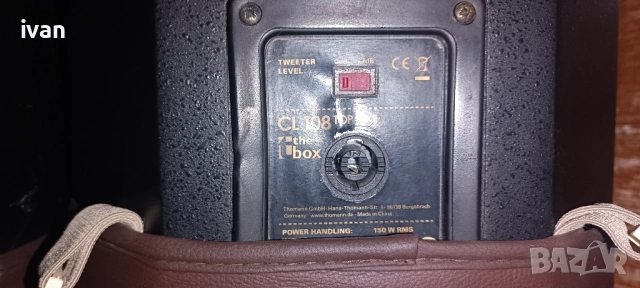 ivan
TWEETER
LEVEL
CE
CL 108 TOP
the
box
Thomann GmbH · Hans-Thomann-Str. 1 · 96138 Burgebrach
Germany · www.thomann.de · Made in China
POWER HANDLING: 150 W RMS
BAZAR